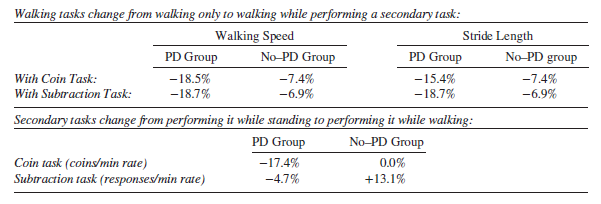 Walking tasks change from walking only to walking while performing a secondary task:
Walking Speed Stride Length
PD Group No–PD Group PD Group No–PD group
With Coin Task: −18.5% −7.4% −15.4% −7.4%
With Subtraction Task: −18.7% −6.9% −18.7% −6.9%
Secondary tasks change from performing it while standing to performing it while walking:
PD Group No–PD Group
Coin task (coins/min rate) −17.4% 0.0%
Subtraction task (responses/min rate) −4.7% +13.1%